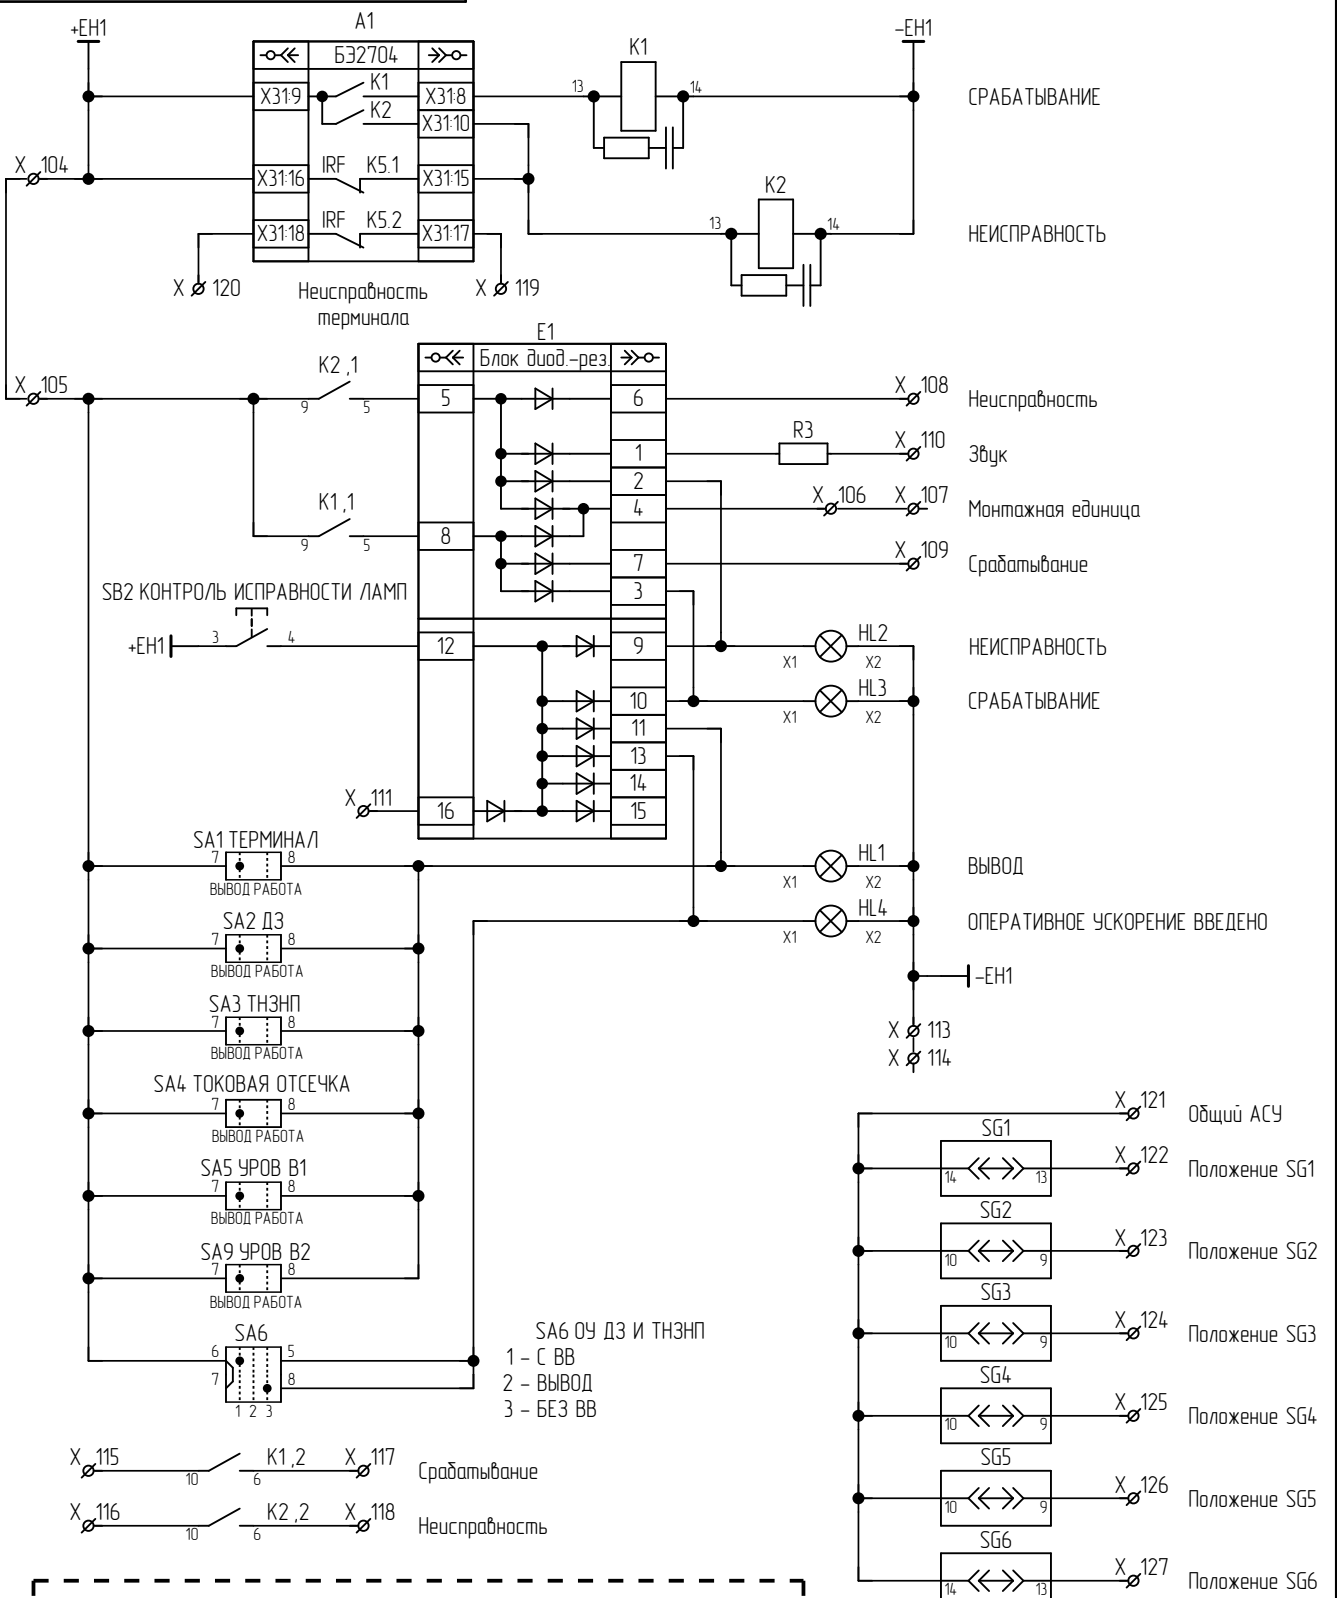 +EH1
A1
-EH1
БЭ2704
K1
X31:9 K1 X31:8 13 14 СРАБАТЫВАНИЕ
K2 X31:10
X 104
X31:16 IRF K5.1 X31:15
K2
X31:18 IRF K5.2 X31:17 13 14 НЕИСПРАВНОСТЬ
X 120 Неисправность X 119
терминала
E1
Блок диод.-рез.
X 105 K2,1 9 5 5 6 X 108 Неисправность
1 R3 X 110 Звук
2
K1,1 4 X 106 X 107 Монтажная единица
9 5 8
7 X 109 Срабатывание
3
SB2 КОНТРОЛЬ ИСПРАВНОСТИ ЛАМП
+EH1 3 4 12 9 X1 HL2 X2 НЕИСПРАВНОСТЬ
10 X1 HL3 X2 СРАБАТЫВАНИЕ
11
13
14
X 111 16 15
SA1 ТЕРМИНАЛ
7 8 X1 HL1 X2 ВЫВОД
ВЫВОД РАБОТА
SA2 ДЗ X1 HL4 X2 ОПЕРАТИВНОЕ УСКОРЕНИЕ ВВЕДЕНО
7 8
ВЫВОД РАБОТА
-EH1
SA3 ТНЗНП
7 8
ВЫВОД РАБОТА
X 113
X 114
SA4 ТОКОВАЯ ОТСЕЧКА
7 8
ВЫВОД РАБОТА
X 121 Общий АСУ
SA5 УРОВ В1
7 8
ВЫВОД РАБОТА
SG1
14 13 X 122 Положение SG1
SA9 УРОВ В2
7 8
ВЫВОД РАБОТА
SG2
10 9 X 123 Положение SG2
SA6
6 5
7 8
1 2 3
SA6 ОУ ДЗ И ТНЗНП
1 - С ВВ
2 - ВЫВОД
3 - БЕЗ ВВ
SG3
10 9 X 124 Положение SG3
SG4
10 9 X 125 Положение SG4
X 115 10 K1,2 6 X 117 Срабатывание
X 116 10 K2,2 6 X 118 Неисправность
SG5
10 9 X 126 Положение SG5
SG6
14 13 X 127 Положение SG6